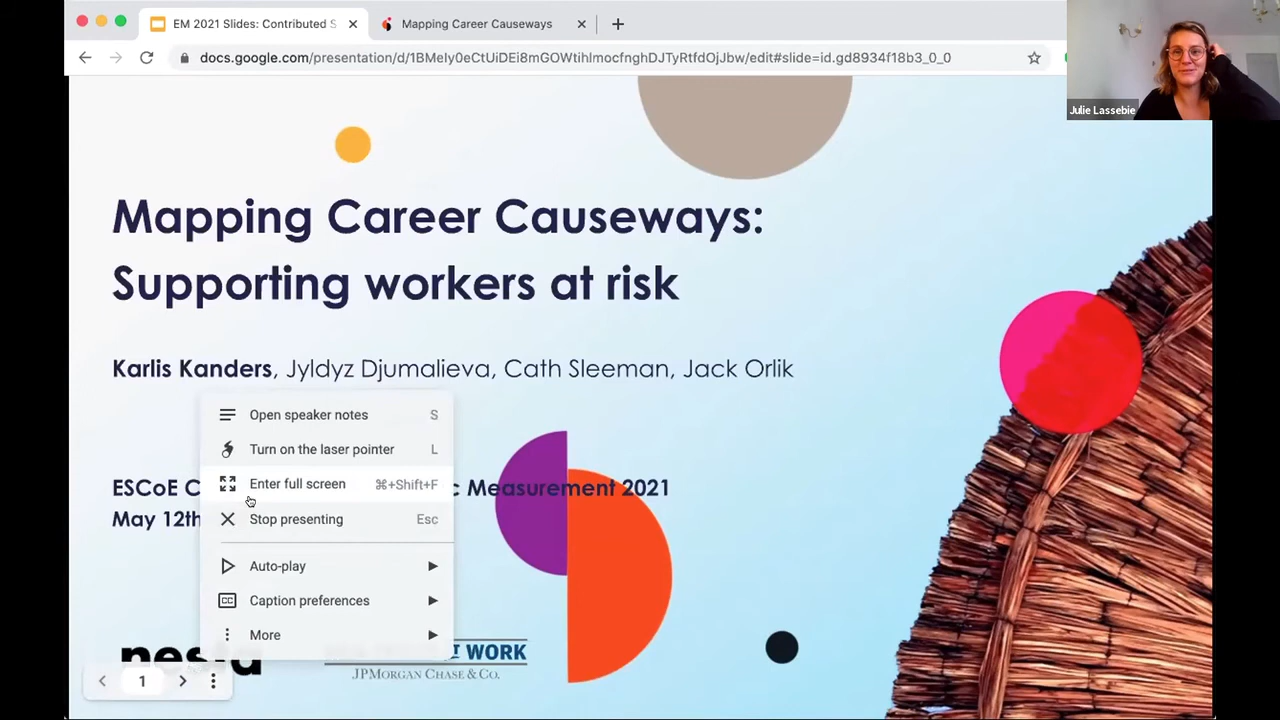 EM 2021 Slides: Contributed S
Mapping Career Causeways
docs.google.com/presentation/d/1BMeIy0eCtUiDEi8mGOWtihImocfnghDJTyRtfdOjJbw/edit#slide=id.gd8934f18b3_0_0
Julie Lassebie
Mapping Career Causeways:
Supporting workers at risk
Karlis Kanders, Jyldyz Djumalieva, Cath Sleeman, Jack Orlik
Open speaker notes S
Turn on the laser pointer L
Enter full screen ⌘+Shift+F
ESCoE C
c Measurement 2021
Stop presenting Esc
May 12th
Auto-play
CC Caption preferences
More
nesta
WORK
JPMORGAN CHASE & CO.
1